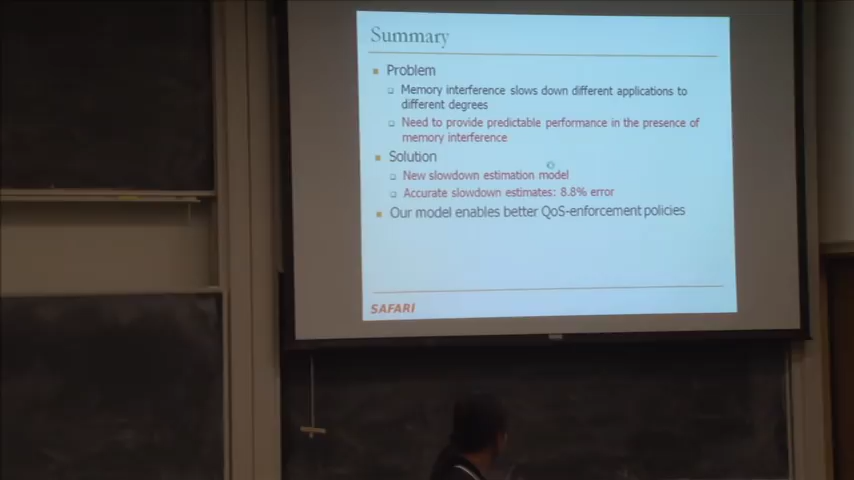 Summary
Problem
Memory interference slows down different applications to
different degrees
Need to provide predictable performance in the presence of
memory interference
Solution
New slowdown estimation model
Accurate slowdown estimates: 8.8% error
Our model enables better QoS-enforcement policies
SAFARI